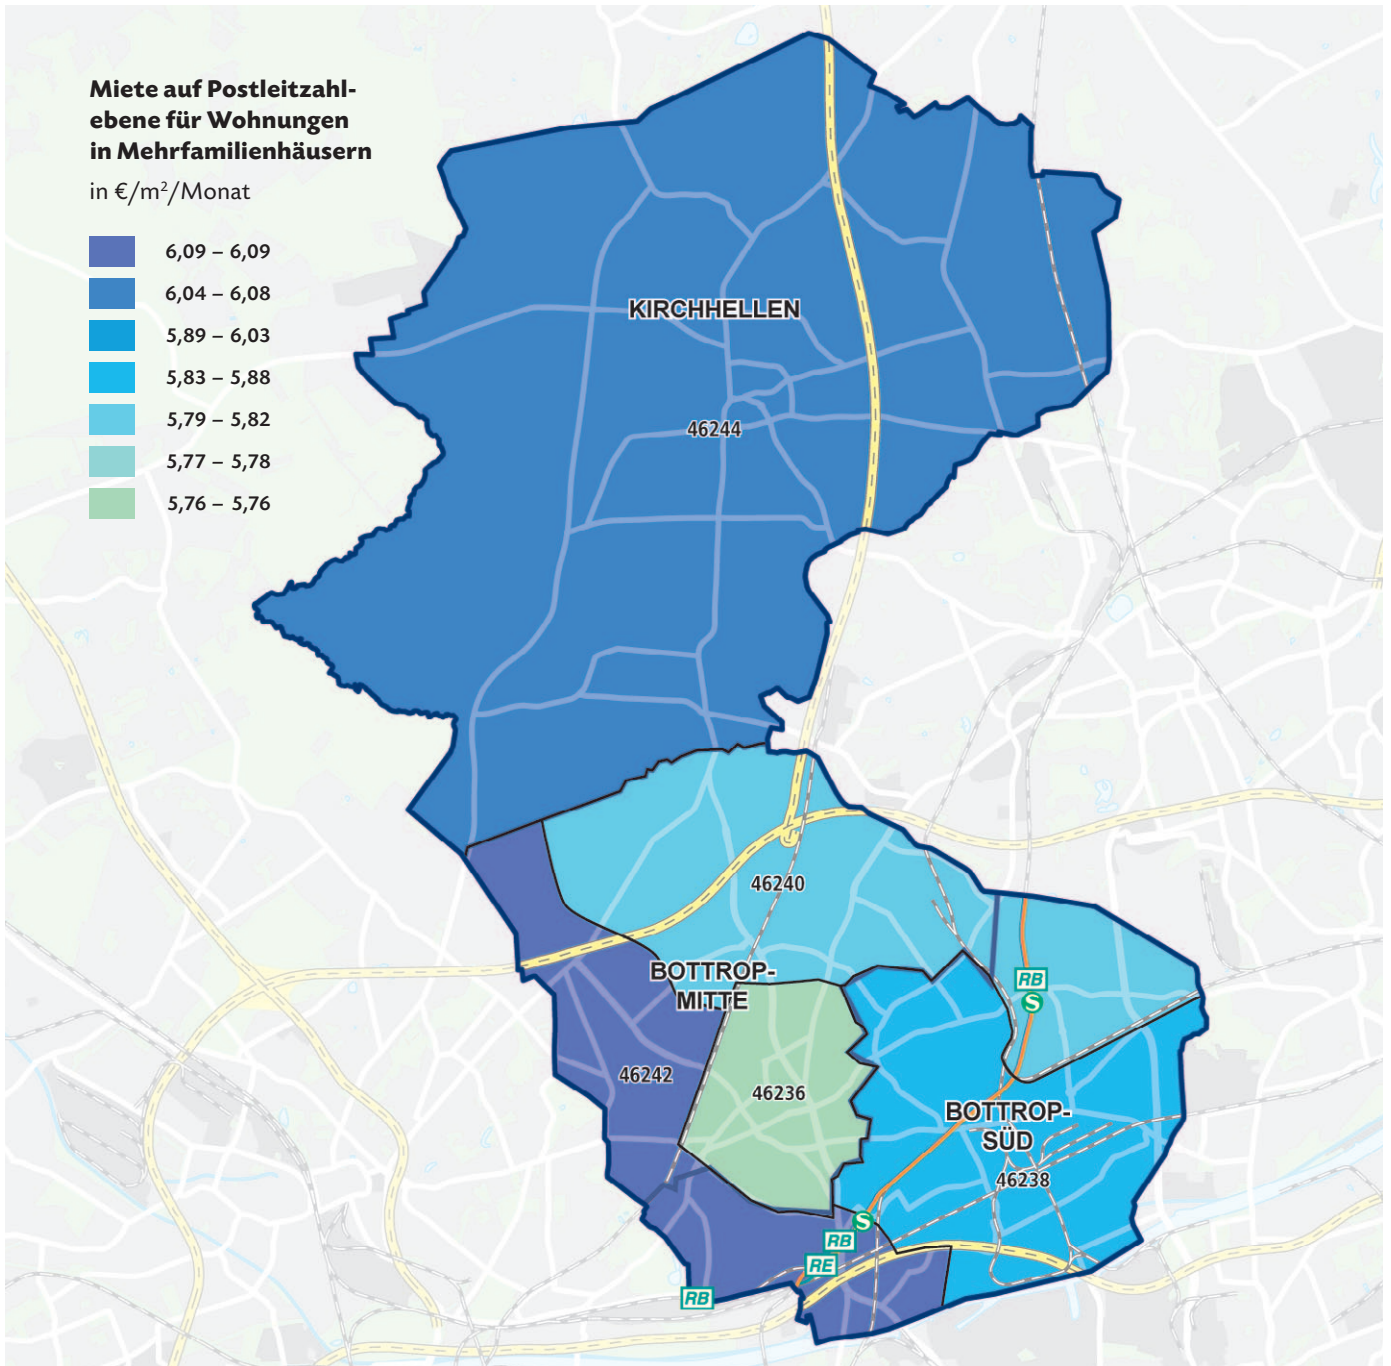 Miete auf Postleitzahl-
ebene für Wohnungen
in Mehrfamilienhäusern
in €/m²/Monat
6,09 – 6,09
6,04 – 6,08
5,89 – 6,03
5,83 – 5,88
5,79 – 5,82
5,77 – 5,78
5,76 – 5,76
KIRCHHELLEN
46244
46240
BOTTROP-
MITTE
RB
S
46242
46236
BOTTROP-
SÜD
46238
S
RB
RE
RB